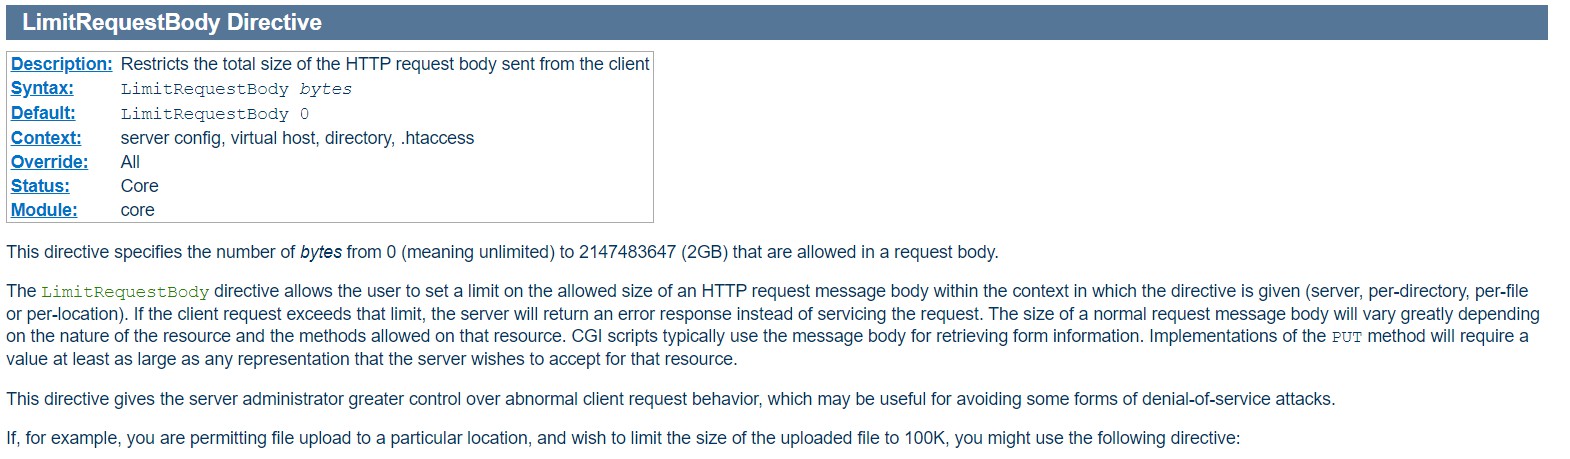 LimitRequestBody Directive
Description: Restricts the total size of the HTTP request body sent from the client
Syntax: LimitRequestBody bytes
Default: LimitRequestBody 0
Context: server config, virtual host, directory, .htaccess
Override: All
Status: Core
Module: core
This directive specifies the number of bytes from 0 (meaning unlimited) to 2147483647 (2GB) that are allowed in a request body.
The LimitRequestBody directive allows the user to set a limit on the allowed size of an HTTP request message body within the context in which the directive is given (server, per-directory, per-file
or per-location). If the client request exceeds that limit, the server will return an error response instead of servicing the request. The size of a normal request message body will vary greatly depending
on the nature of the resource and the methods allowed on that resource. CGI scripts typically use the message body for retrieving form information. Implementations of the PUT method will require a
value at least as large as any representation that the server wishes to accept for that resource.
This directive gives the server administrator greater control over abnormal client request behavior, which may be useful for avoiding some forms of denial-of-service attacks.
If, for example, you are permitting file upload to a particular location, and wish to limit the size of the uploaded file to 100K, you might use the following directive: